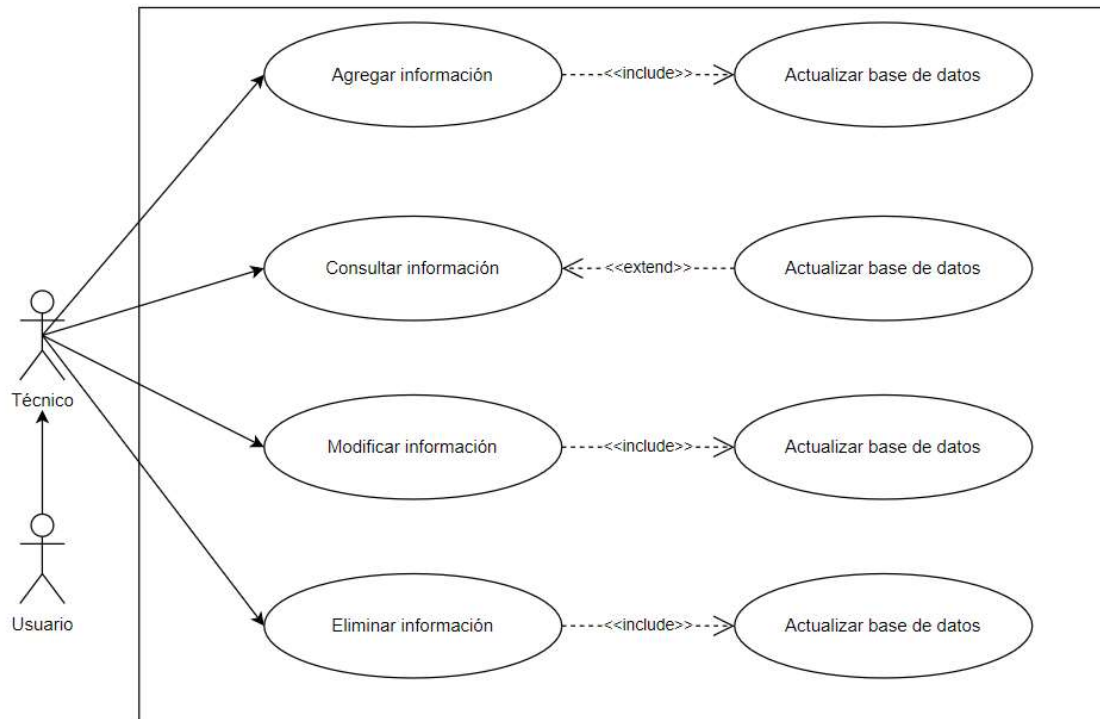 Agregar información
<<include>>
Actualizar base de datos
Consultar información
<<extend>>
Actualizar base de datos
Técnico
Modificar información
<<include>>
Actualizar base de datos
Usuario
Eliminar información
<<include>>
Actualizar base de datos